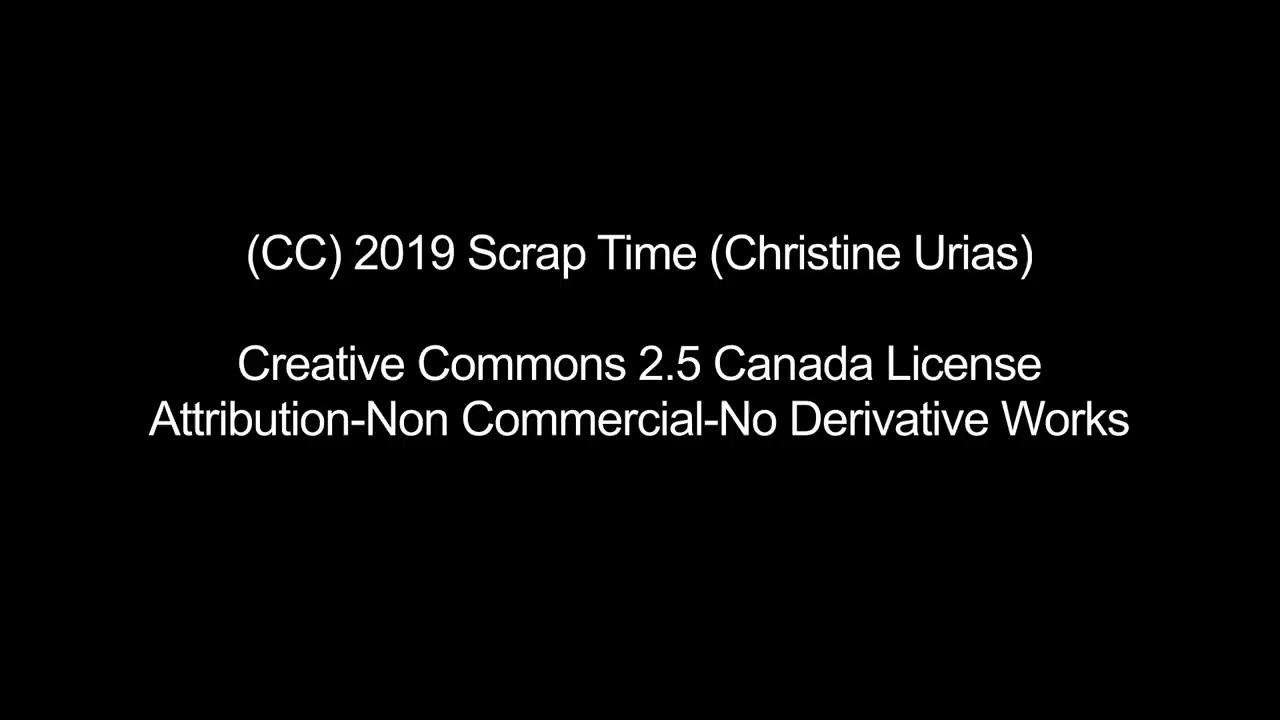 (CC) 2019 Scrap Time (Christine Urias)
Creative Commons 2.5 Canada License
Attribution-Non Commercial-No Derivative Works